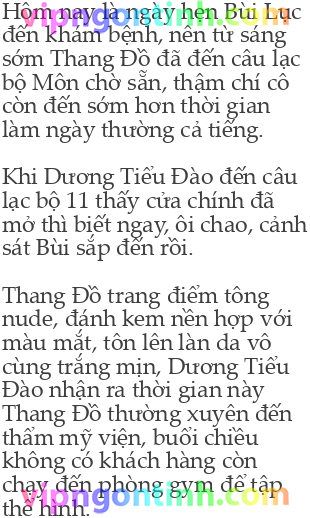 Hôm nay là ngày hẹn Bùi Lục
đến khám bệnh, nên từ sáng
sớm Thang Đồ đã đến câu lạc
bộ Môn chờ sẵn, thậm chí cô
còn đến sớm hơn thời gian
làm ngày thường cả tiếng.
Khi Dương Tiểu Đào đến câu
lạc bộ 11 thấy cửa chính đã
mở thì biết ngay, ôi chao, cảnh
sát Bùi sắp đến rồi.
Thang Đồ trang điểm tông
nude, đánh kem nền hợp với
màu mắt, tôn lên làn da vô
cùng trắng mịn, Dương Tiểu
Đào nhận ra thời gian này
Thang Đồ thường xuyên đến
thẩm mỹ viện, buổi chiều
không có khách hàng còn
chạy đến phòng gym để tập
thể hình.
vipngontinh.com
vipngontinh.com